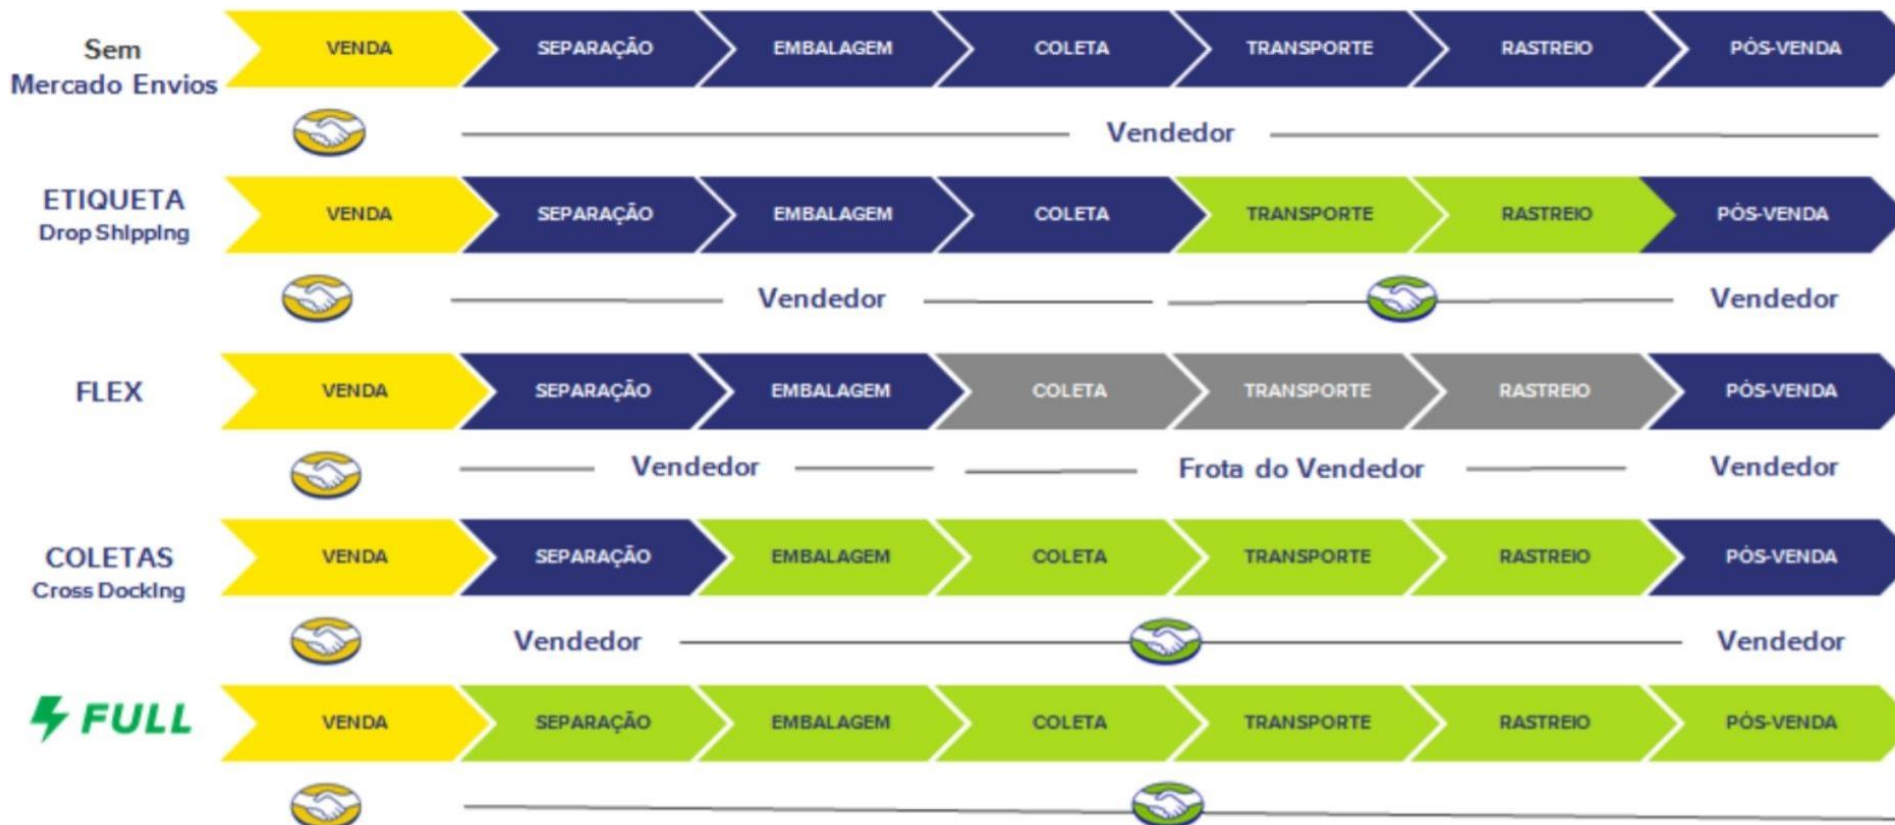 Sem
Mercado Envios
VENDA
SEPARAÇÃO
EMBALAGEM
COLETA
TRANSPORTE
RASTREIO
PÓS-VENDA
Vendedor
ETIQUETA
Drop Shipping
VENDA
SEPARAÇÃO
EMBALAGEM
COLETA
TRANSPORTE
RASTREIO
PÓS-VENDA
Vendedor
Vendedor
FLEX
VENDA
SEPARAÇÃO
EMBALAGEM
COLETA
TRANSPORTE
RASTREIO
PÓS-VENDA
Vendedor
Frota do Vendedor
Vendedor
COLETAS
Cross Docking
VENDA
SEPARAÇÃO
EMBALAGEM
COLETA
TRANSPORTE
RASTREIO
PÓS-VENDA
Vendedor
Vendedor
FULL
VENDA
SEPARAÇÃO
EMBALAGEM
COLETA
TRANSPORTE
RASTREIO
PÓS-VENDA